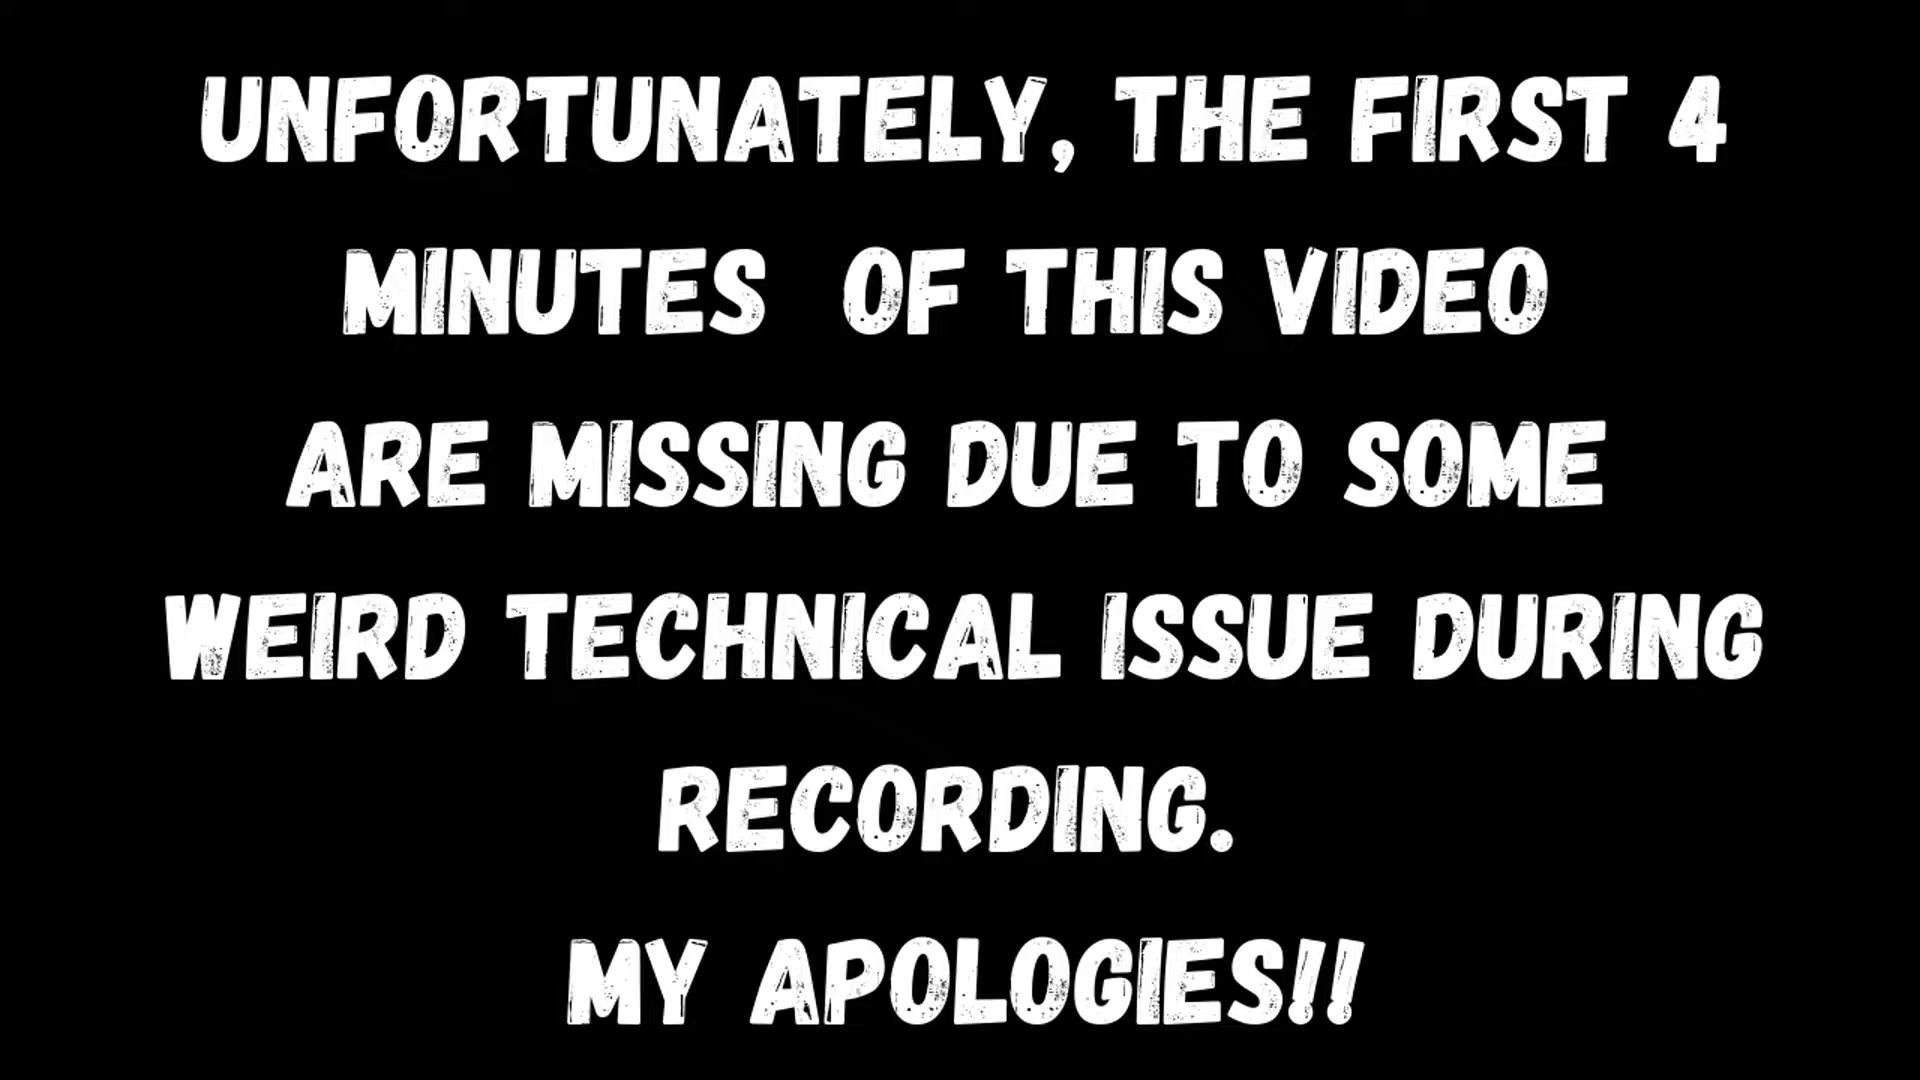 UNFORTUNATELY, THE FIRST 4
MINUTES  OF THIS VIDEO
ARE MISSING DUE TO SOME
WEIRD TECHNICAL ISSUE DURING
RECORDING.
MY APOLOGIES!!